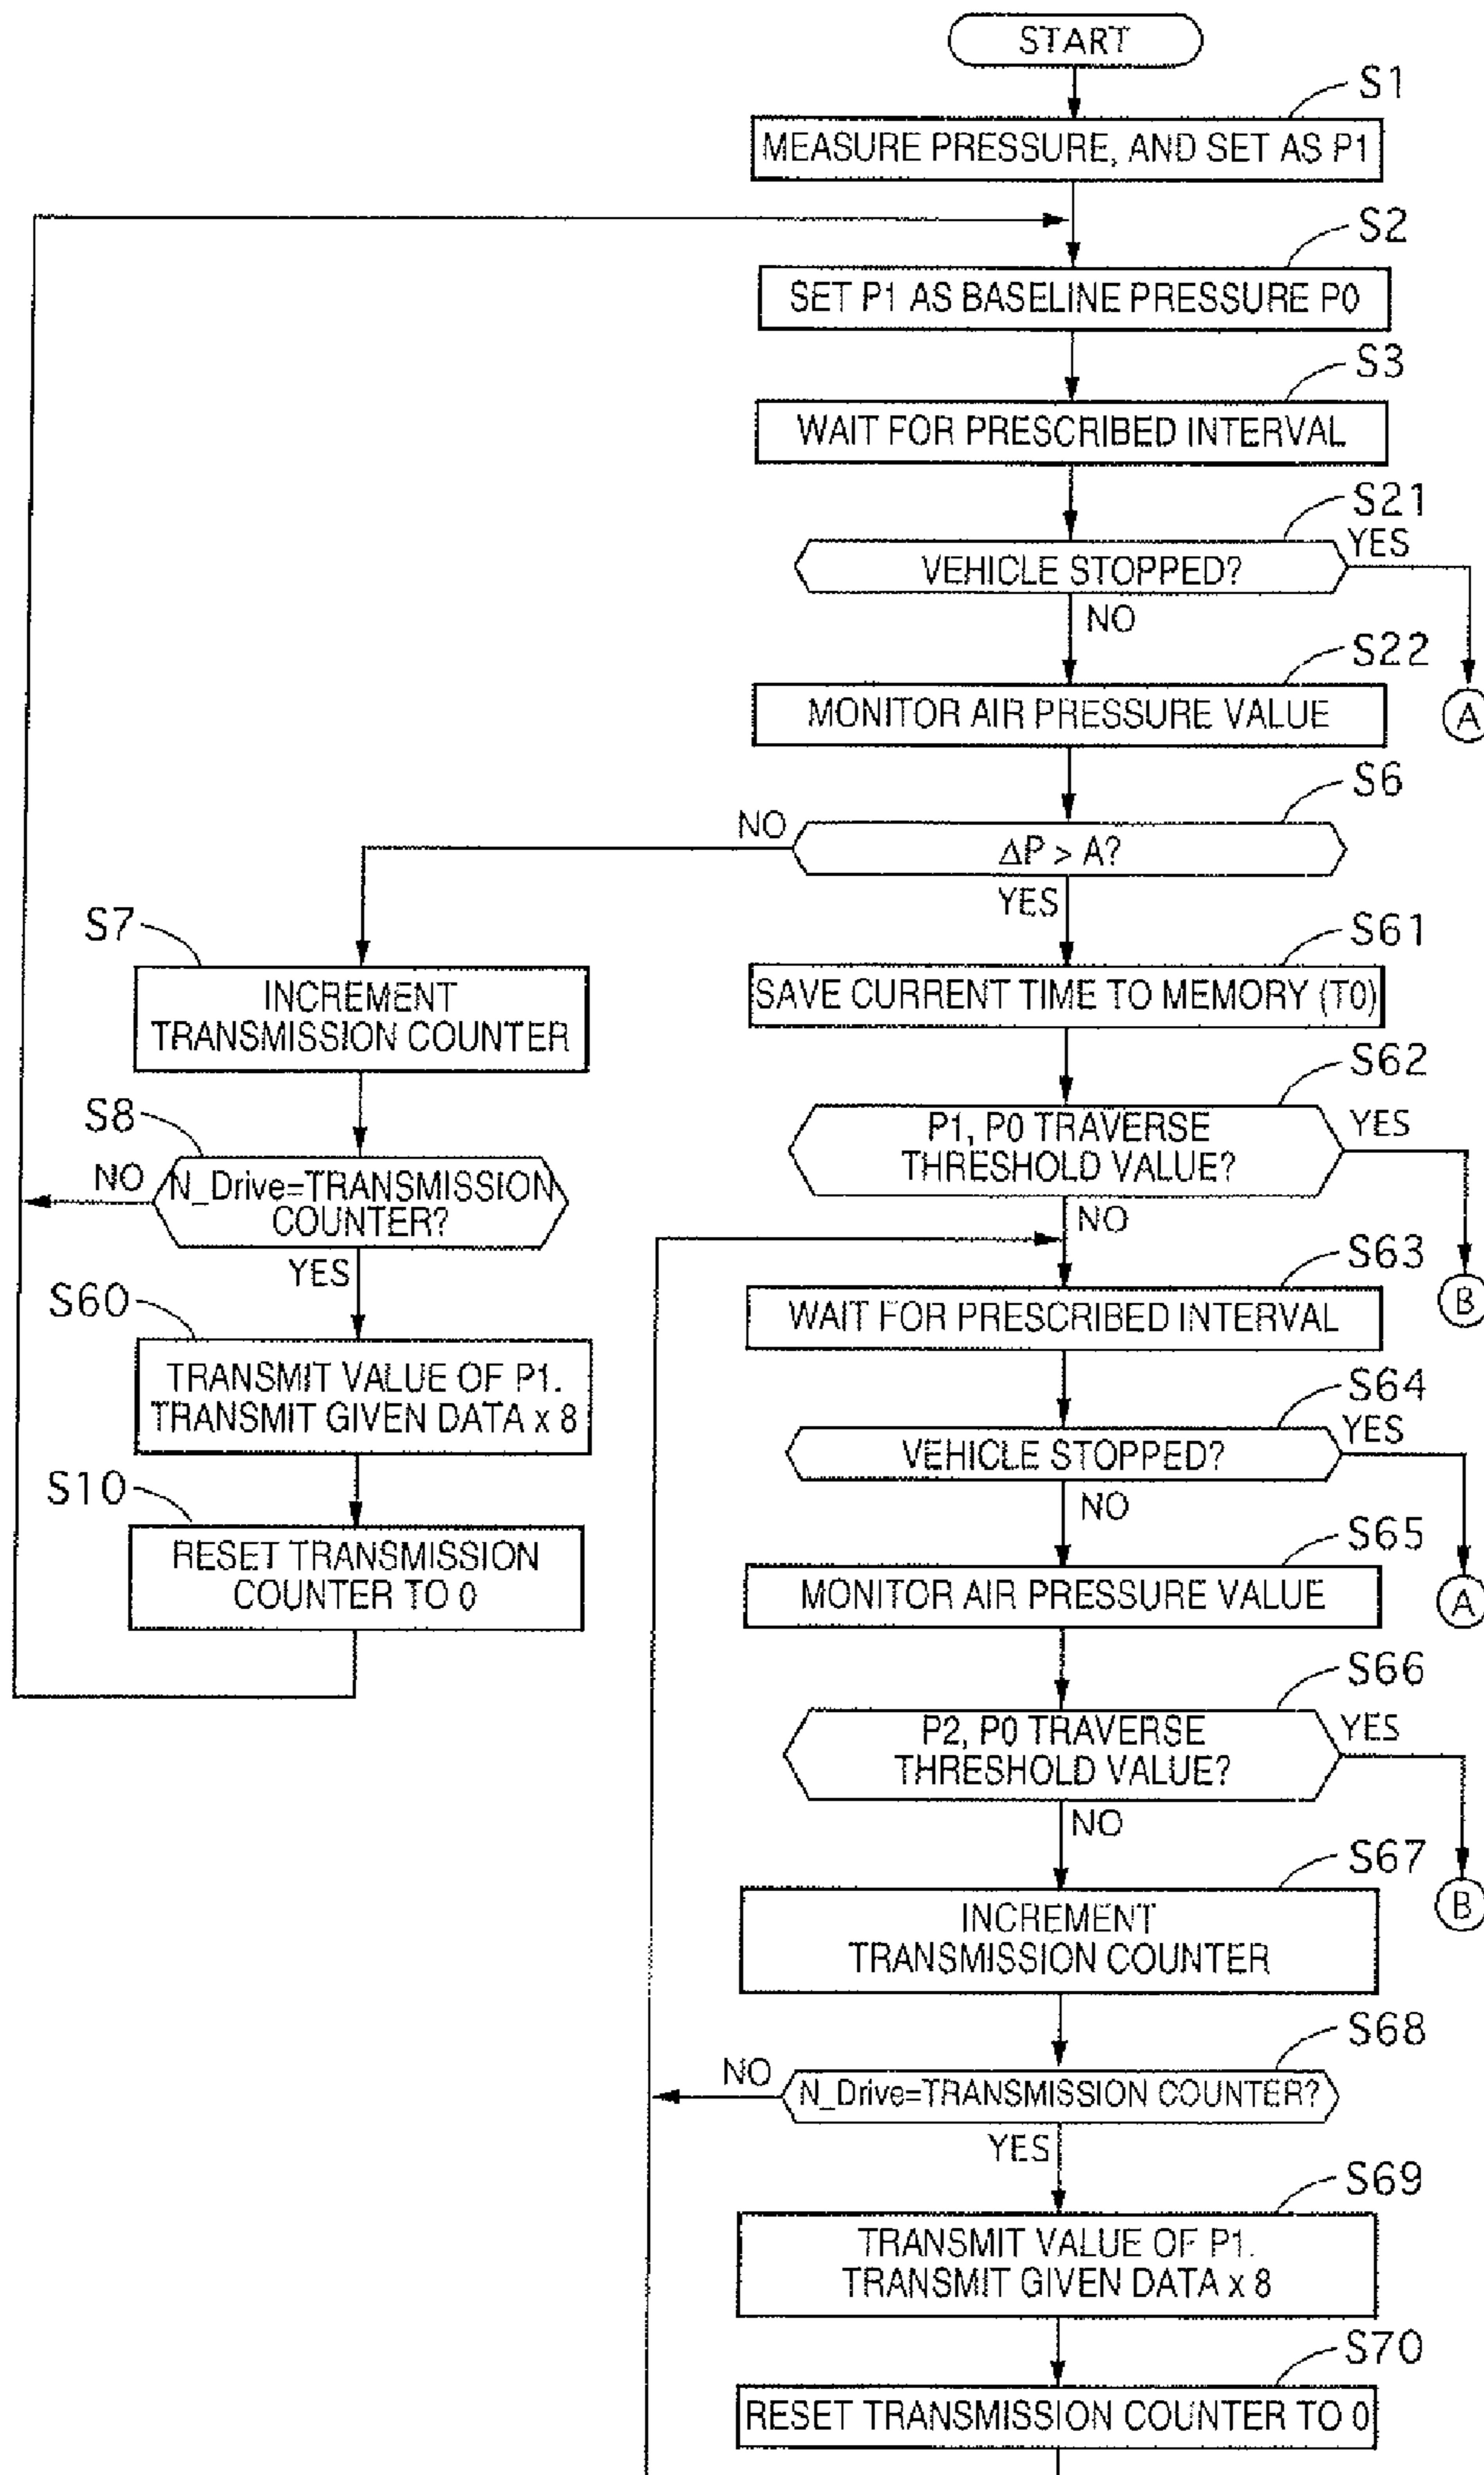 START
S1
MEASURE PRESSURE, AND SET AS P1
S2
SET P1 AS BASELINE PRESSURE P0
S3
WAIT FOR PRESCRIBED INTERVAL
S21
VEHICLE STOPPED?
YES
NO
A
S22
MONITOR AIR PRESSURE VALUE
S6
ΔP > A?
NO
YES
S7
INCREMENT
TRANSMISSION COUNTER
S8
N_Drive=TRANSMISSION
COUNTER?
NO
YES
S60
TRANSMIT VALUE OF P1.
TRANSMIT GIVEN DATA x 8
S10
RESET TRANSMISSION
COUNTER TO 0
S61
SAVE CURRENT TIME TO MEMORY (T0)
S62
P1, P0 TRAVERSE
THRESHOLD VALUE?
YES
NO
B
S63
WAIT FOR PRESCRIBED INTERVAL
S64
VEHICLE STOPPED?
YES
NO
A
S65
MONITOR AIR PRESSURE VALUE
S66
P2, P0 TRAVERSE
THRESHOLD VALUE?
YES
NO
B
S67
INCREMENT
TRANSMISSION COUNTER
S68
N_Drive=TRANSMISSION COUNTER?
NO
YES
S69
TRANSMIT VALUE OF P1.
TRANSMIT GIVEN DATA x 8
S70
RESET TRANSMISSION COUNTER TO 0